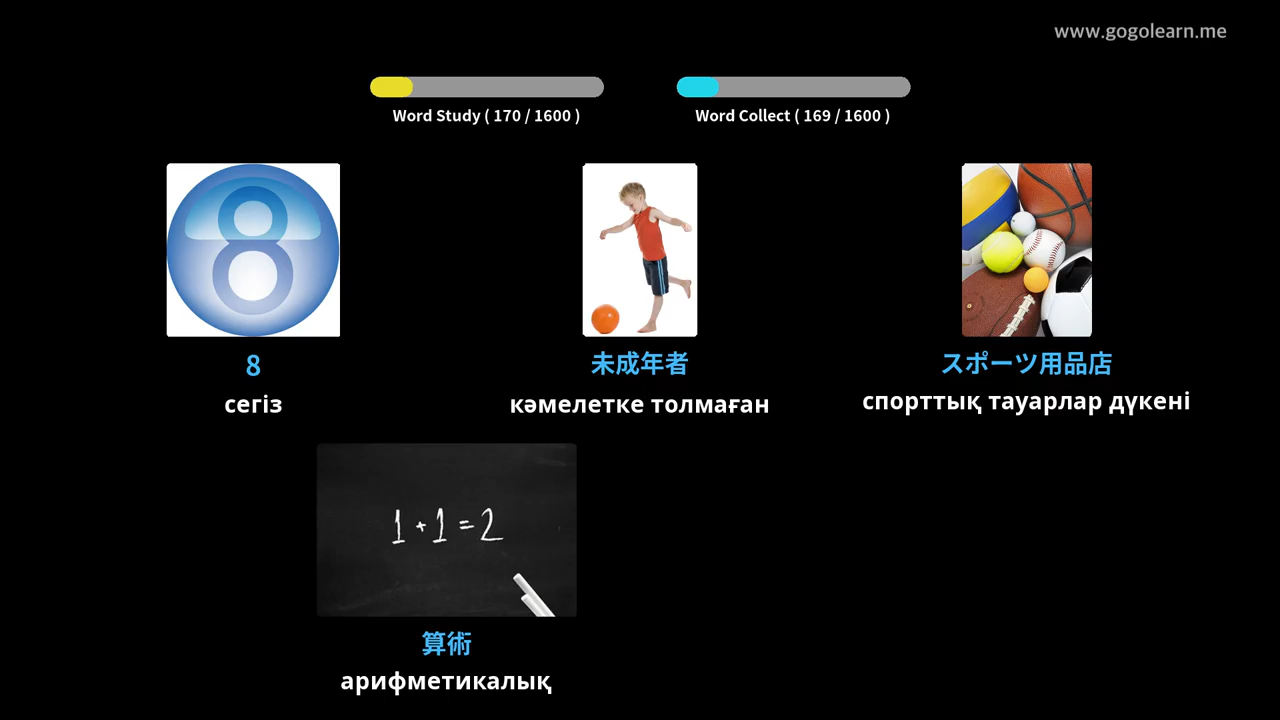 www.gogolearn.me
Word Study ( 170 / 1600 )
Word Collect ( 169 / 1600 )
8
8
сегіз
未成年者
кәмелетке толмаған
スポーツ用品店
спорттық тауарлар дүкені
1+1=2
算術
арифметикалық